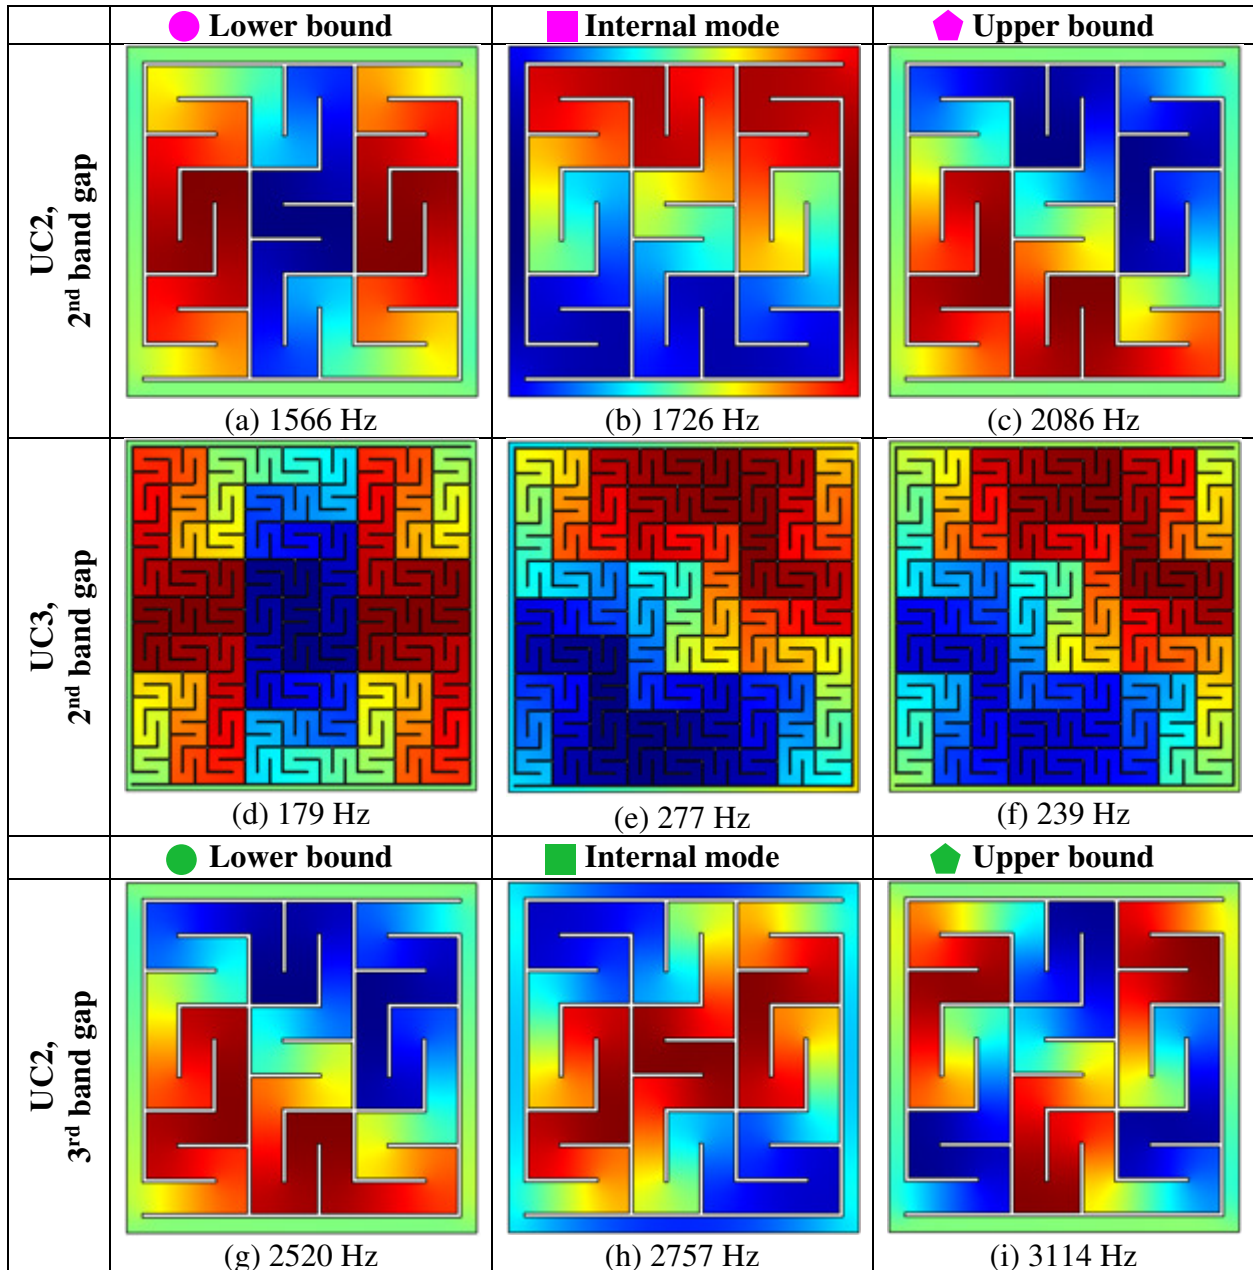 Lower bound
Internal mode
Upper bound
UC2,
2nd band gap
(a) 1566 Hz
(b) 1726 Hz
(c) 2086 Hz
UC3,
2nd band gap
(d) 179 Hz
(e) 277 Hz
(f) 239 Hz
Lower bound
Internal mode
Upper bound
UC2,
3rd band gap
(g) 2520 Hz
(h) 2757 Hz
(i) 3114 Hz